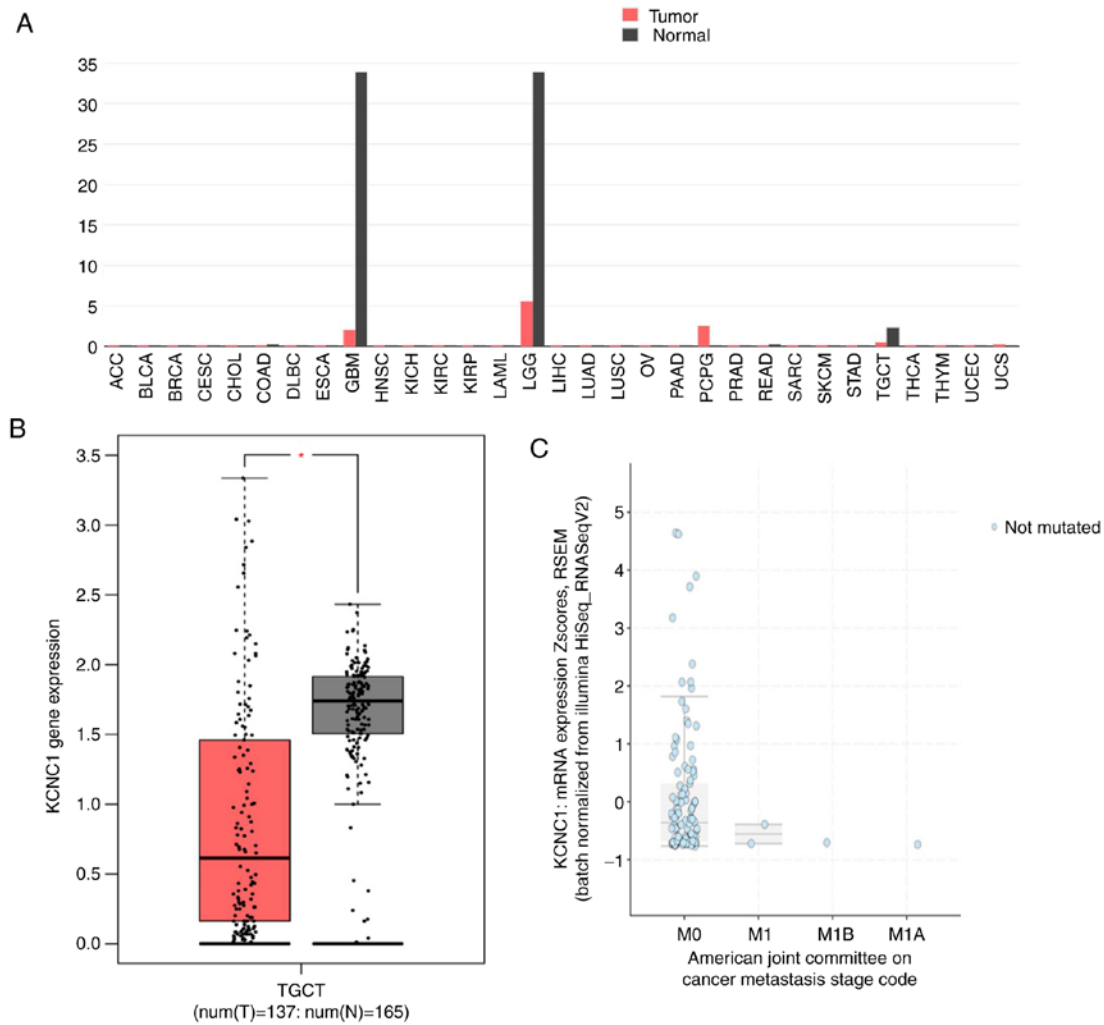 A
Tumor
Normal
35
30
25
20
15
10
5
0
ACC
BLCA
BRCA
CESC
CHOL
COAD
DLBC
ESCA
GBM
HNSC
KICH
KIRC
KIRP
LAML
LGG
LIHC
LUAD
LUSC
OV
PAAD
PCPG
PRAD
READ
SARC
SKCM
STAD
TGCT
THCA
THYM
UCEC
UCS
B
KCNC1 gene expression
3.5
3.0
2.5
2.0
1.5
1.0
0.5
0.0
*
TGCT
(num(T)=137: num(N)=165)
C
KCNC1: mRNA expression Zscores, RSEM
(batch normalized from illumina HiSeq_RNASeqV2)
5
4
3
2
1
0
−1
Not mutated
M0
M1
M1B
M1A
American joint committee on
cancer metastasis stage code